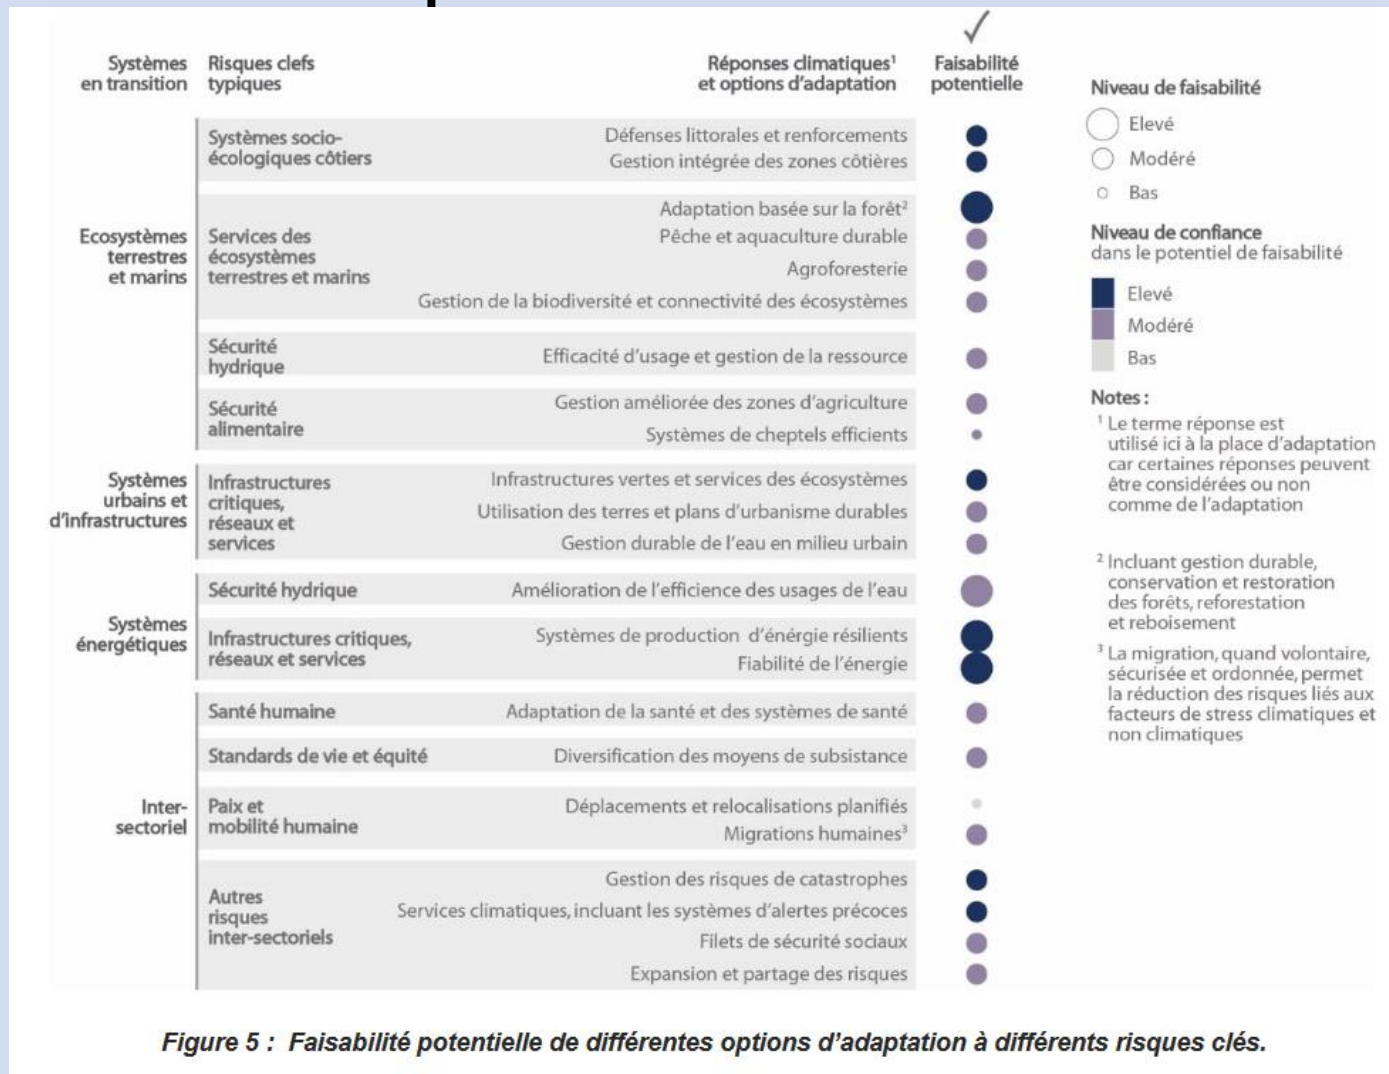 Systèmes
en transition
Risques clefs
typiques
Réponses climatiques¹
et options d'adaptation
Faisabilité
potentielle
Ecosystèmes
terrestres
et marins
Systèmes socio-
écologiques côtiers
Défenses littorales et renforcements
Gestion intégrée des zones côtières
Services des
écosystèmes
terrestres et marins
Adaptation basée sur la forêt²
Pêche et aquaculture durable
Agroforesterie
Gestion de la biodiversité et connectivité des écosystèmes
Sécurité
hydrique
Efficacité d'usage et gestion de la ressource
Sécurité
alimentaire
Gestion améliorée des zones d'agriculture
Systèmes de cheptels efficients
Systèmes
urbains et
d'infrastructures
Infrastructures
critiques,
réseaux et
services
Infrastructures vertes et services des écosystèmes
Utilisation des terres et plans d'urbanisme durables
Gestion durable de l'eau en milieu urbain
Systèmes
énergétiques
Sécurité hydrique
Amélioration de l'efficience des usages de l'eau
Infrastructures critiques,
réseaux et services
Systèmes de production d'énérgie résilients
Fiabilité de l'énergie
Inter-
sectoriel
Santé humaine
Adaptation de la santé et des systèmes de santé
Standards de vie et équité
Diversification des moyens de subsistance
Paix et
mobilité humaine
Déplacements et relocalisations planifiés
Migrations humaines³
Autres
risques
inter-sectoriels
Gestion des risques de catastrophes
Services climatiques, incluant les systèmes d'alertes précoces
Filets de sécurité sociaux
Expansion et partage des risques
Niveau de faisabilité
Elevé
Modéré
Bas
Niveau de confiance
dans le potentiel de faisabilité
Elevé
Modéré
Bas
Notes :
¹ Le terme réponse est
utilisé ici à la place d'adaptation
car certaines réponses peuvent
être considérées ou non
comme de l'adaptation
² Incluant gestion durable,
conservation et restoration
des forêts, reforestation
et reboisement
³ La migration, quand volontaire,
sécurisée et ordonnée, permet
la réduction des risques liés aux
facteurs de stress climatiques et
non climatiques
Figure 5 : Faisabilité potentielle de différentes options d'adaptation à différents risques clés.